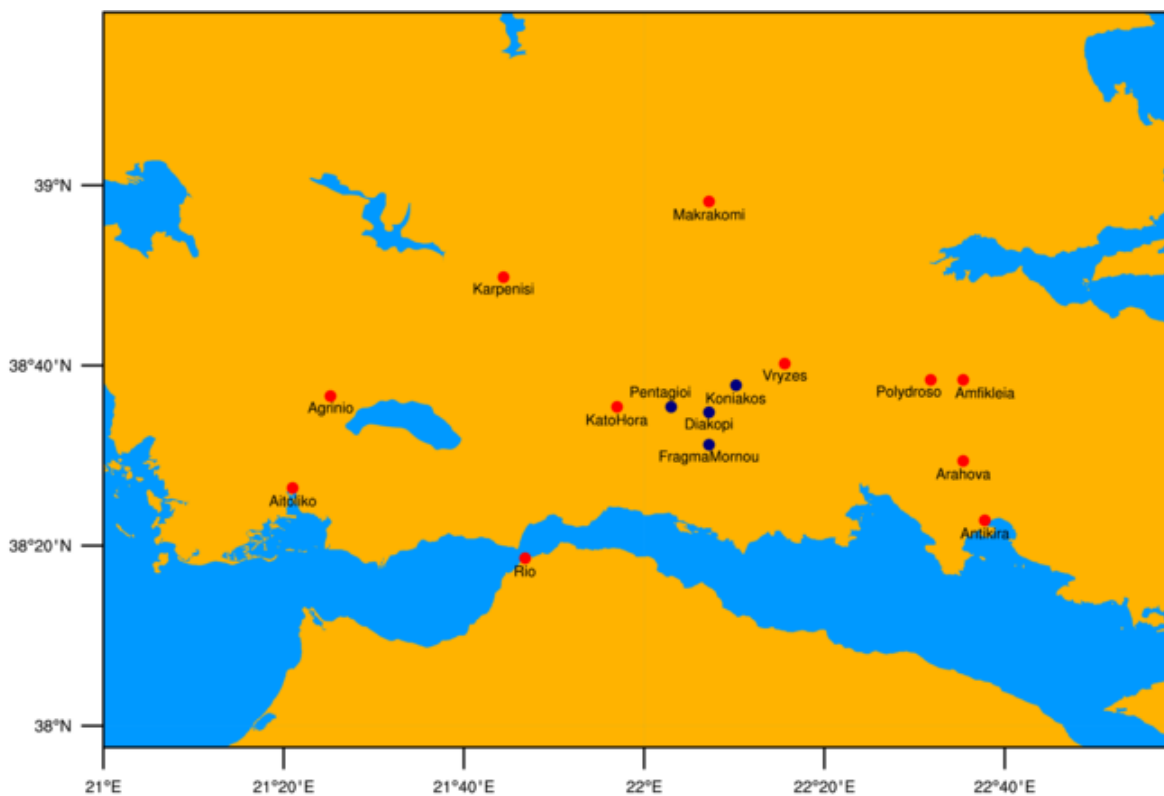 39°N
Makrakomi
Karpenisi
38°40'N
Vryzes
Polydroso
Amfikleia
Pentagioi
Koniakos
Agrinio
KatoHora
Diakopi
FragmaMornou
Arahova
Aitoliko
Antikira
38°20'N
Rio
38°N
21°E
21°20'E
21°40'E
22°E
22°20'E
22°40'E